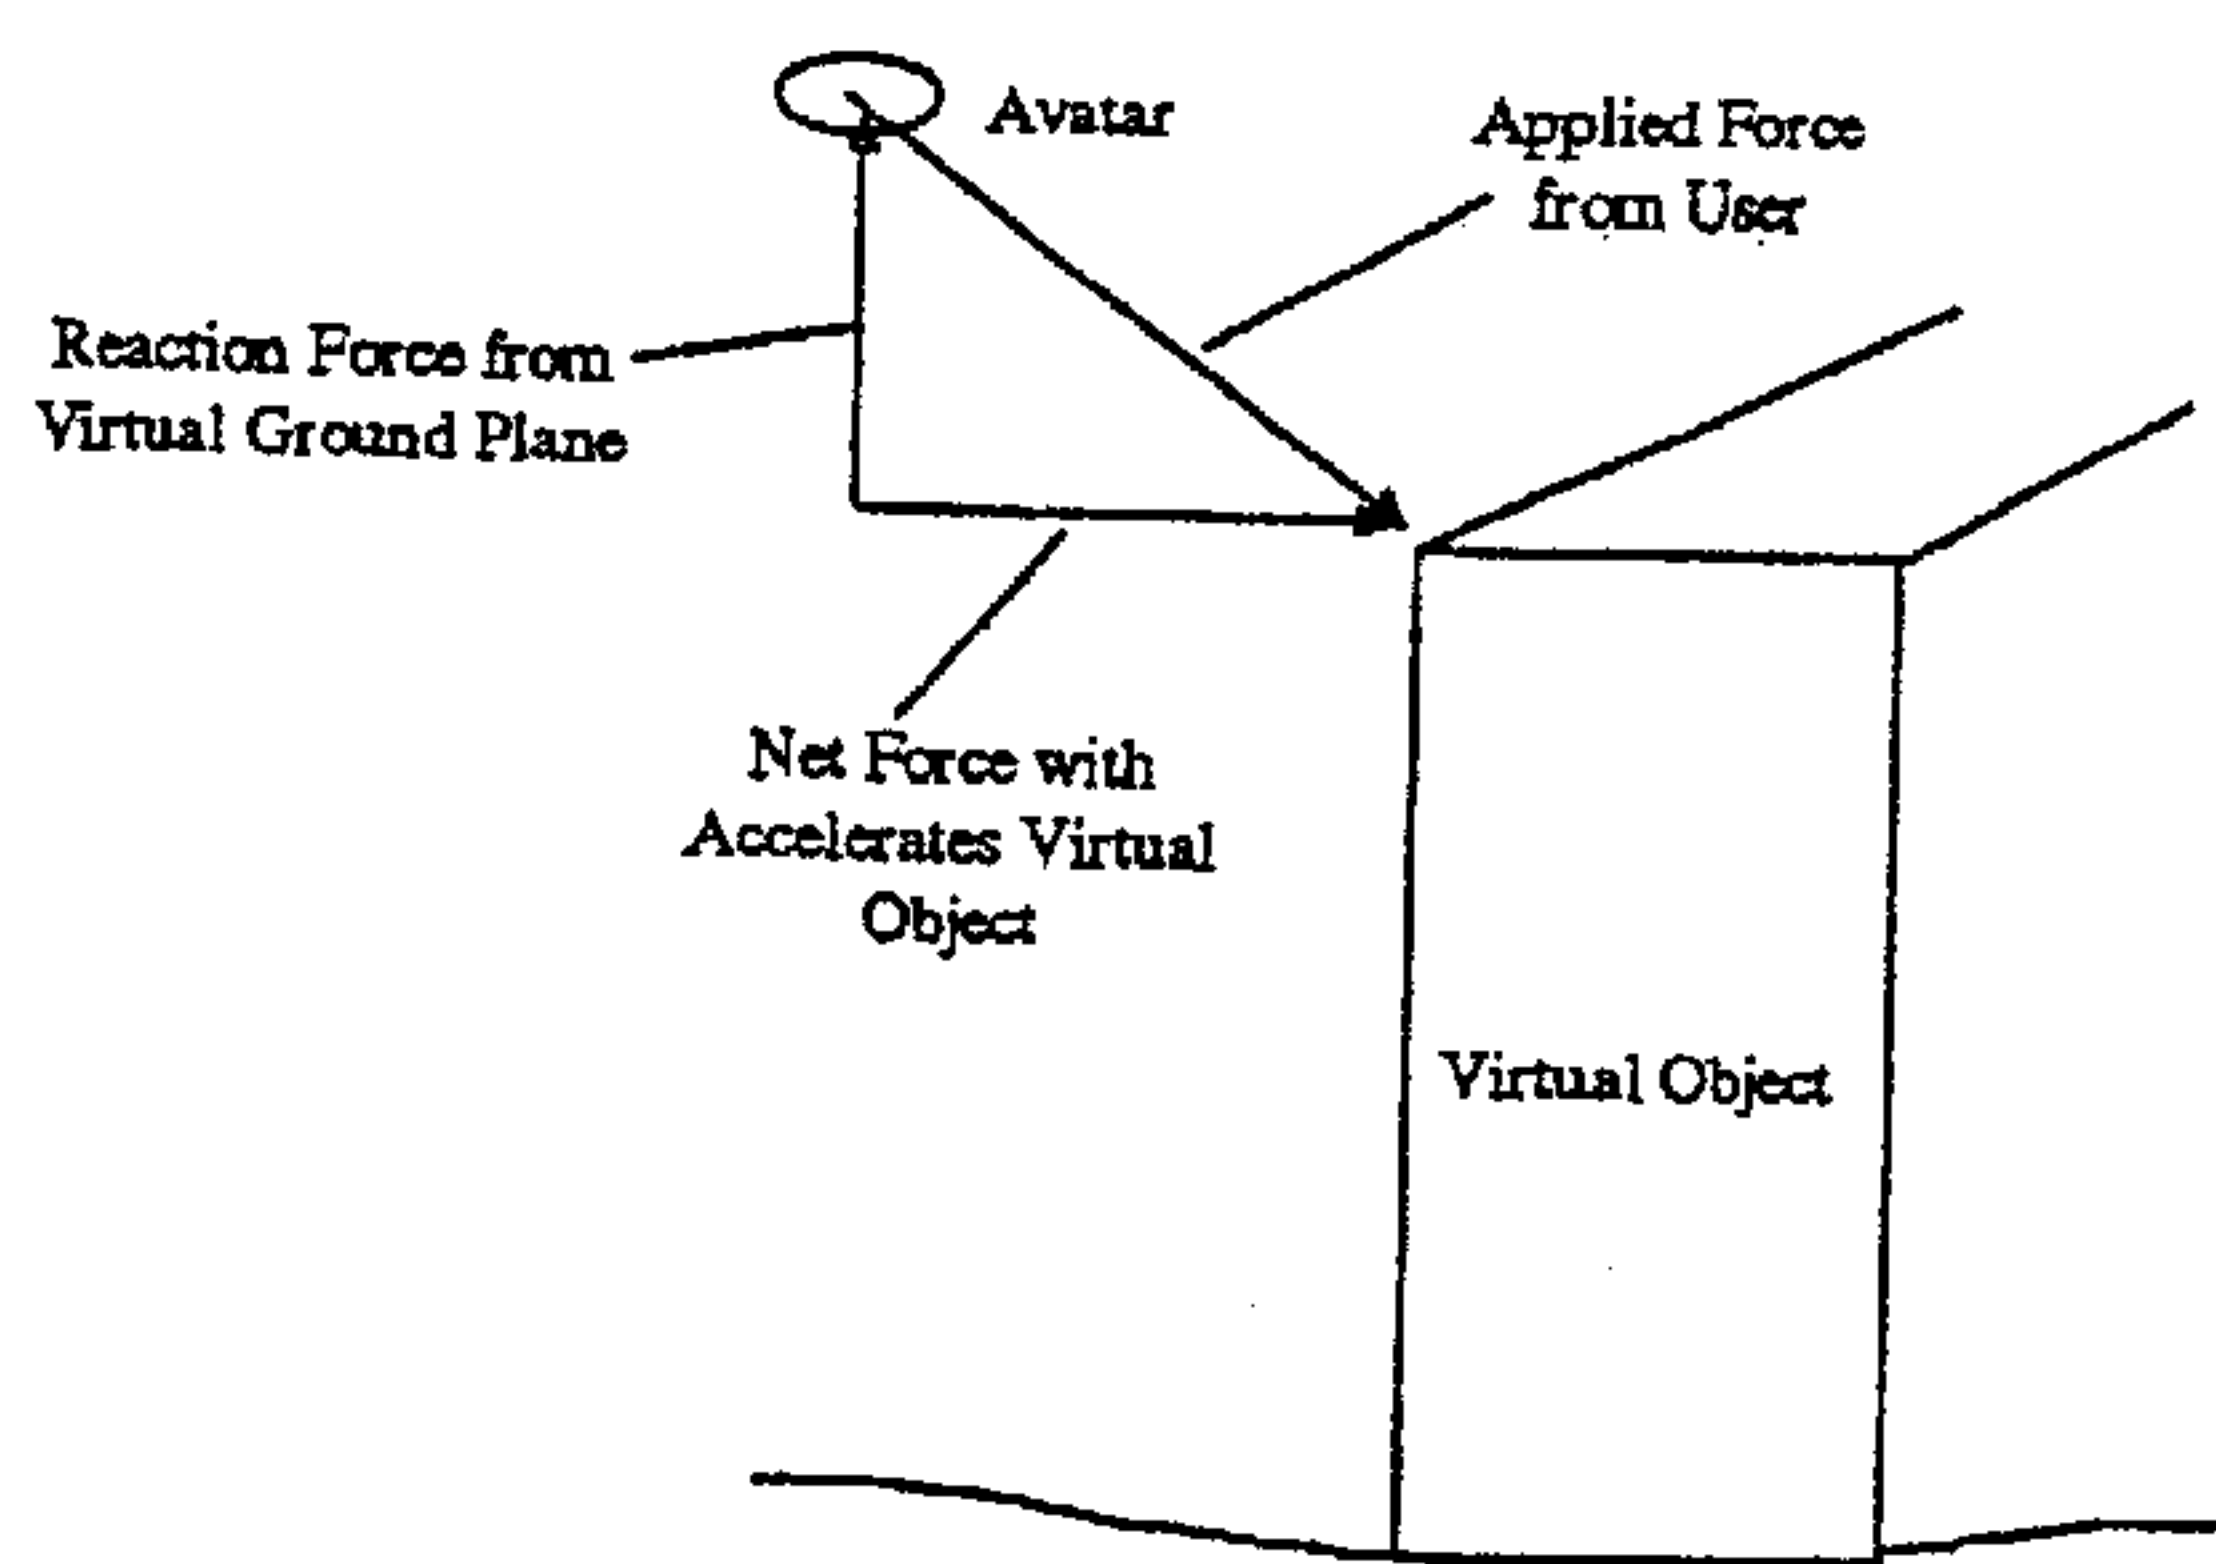 Avatar
Applied Force
from User
Reaction Force from
Virtual Ground Plane
Net Force with
Accelerates Virtual
Object
Virtual Object